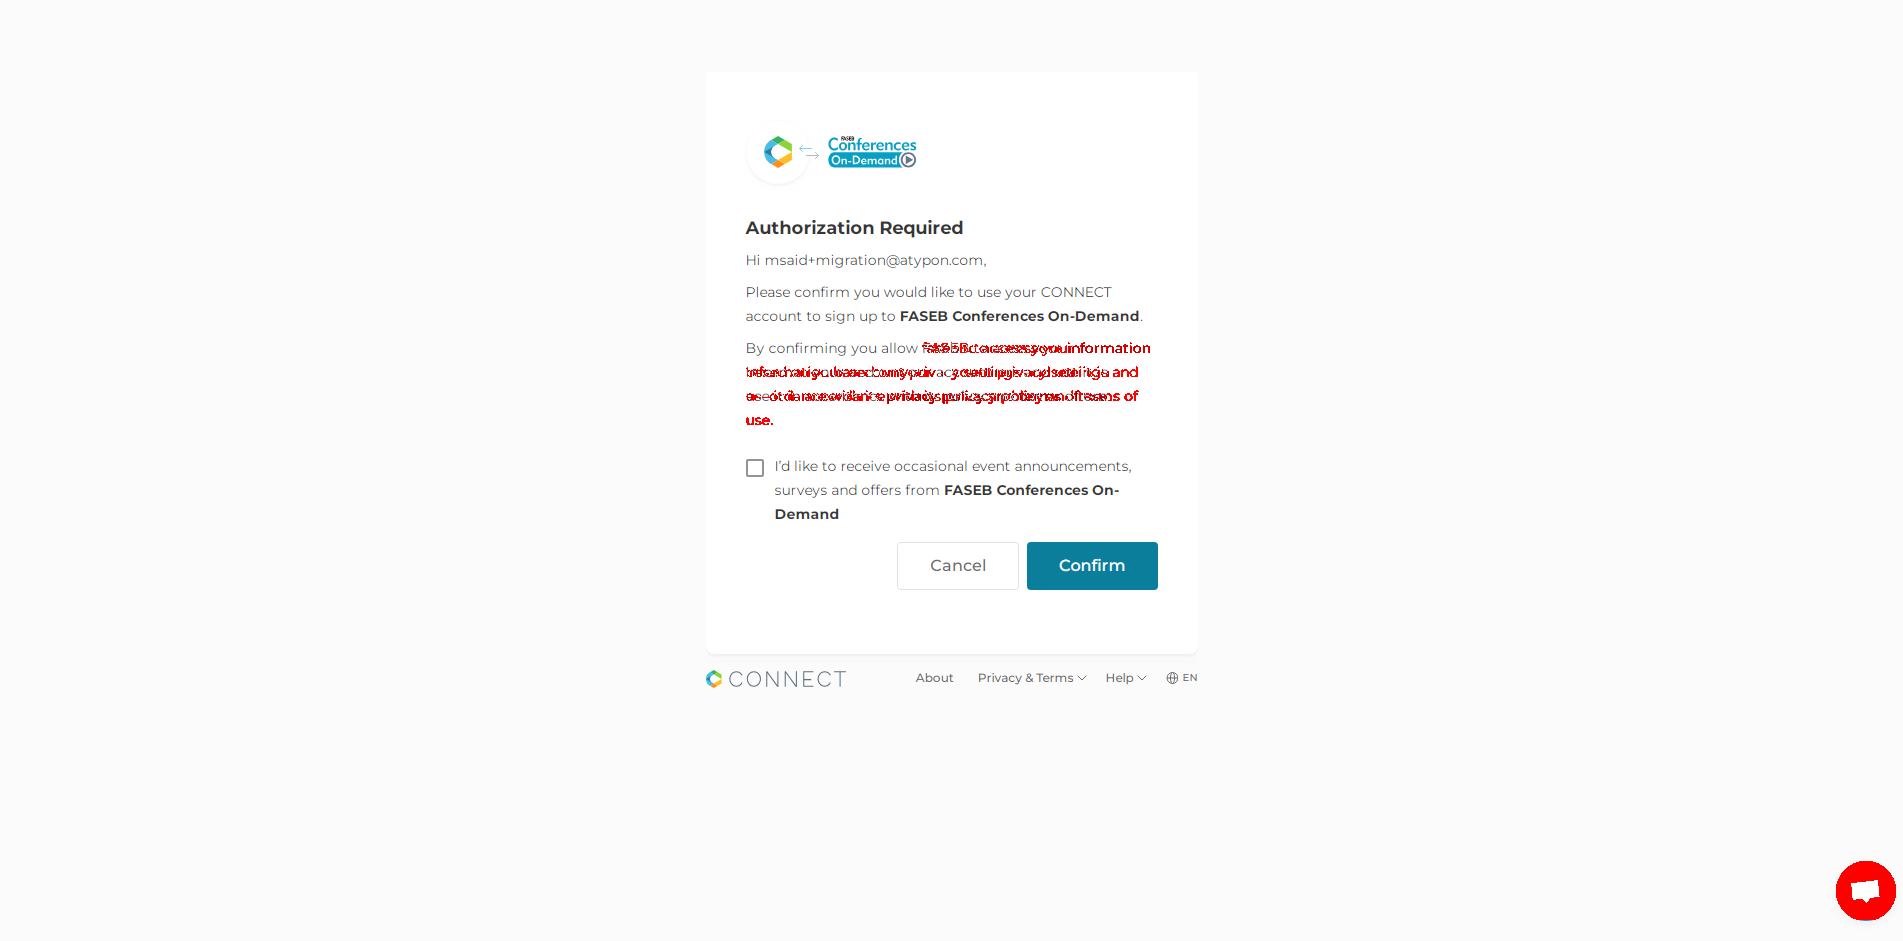 FASEB
Conferences
On-Demand
Authorization Required
Hi msaid+migration@atypon.com,
Please confirm you would like to use your CONNECT
account to sign up to FASEB Conferences On-Demand.
By confirming you allow information
and
terms of
use.
I'd like to receive occasional event announcements,
surveys and offers from FASEB Conferences On-
Demand
Cancel Confirm
CONNECT About Privacy & Terms Help EN